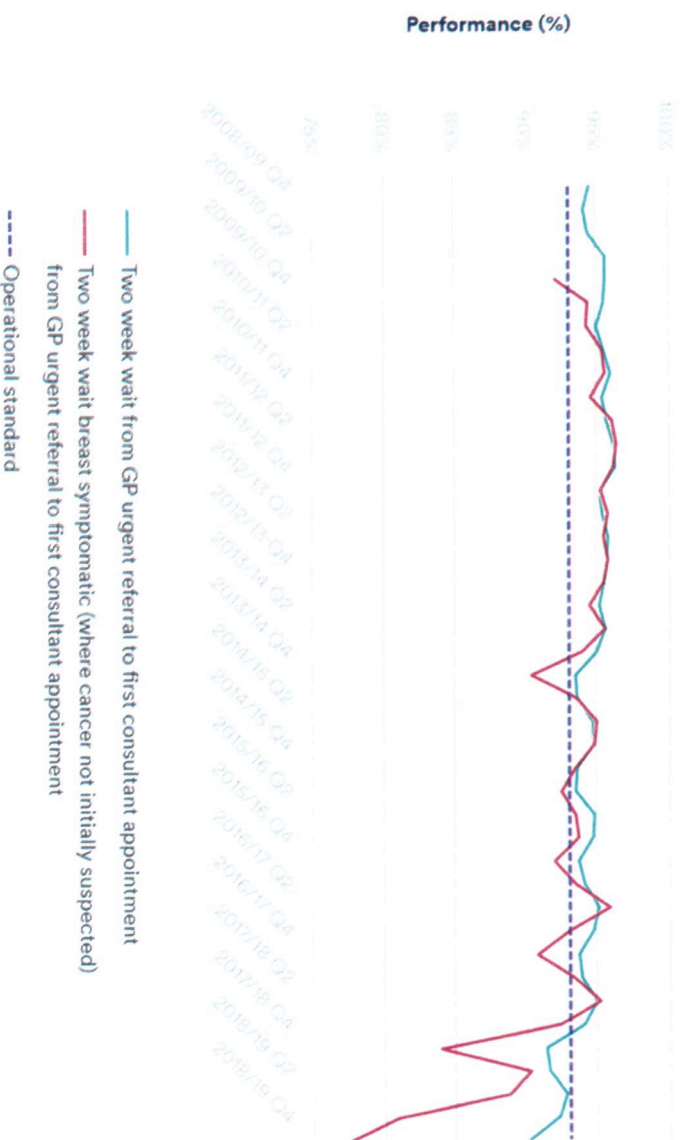 Performance (%)
100%
95%
90%
85%
80%
75%
2008/09 Q4
2009/10 Q2
2009/10 Q4
2010/11 Q2
2010/11 Q4
2011/12 Q2
2011/12 Q4
2012/13 Q2
2012/13 Q4
2013/14 Q2
2013/14 Q4
2014/15 Q2
2014/15 Q4
2015/16 Q2
2015/16 Q4
2016/17 Q2
2016/17 Q4
2017/18 Q2
2017/18 Q4
2018/19 Q2
2018/19 Q4
Two week wait from GP urgent referral to first consultant appointment
Two week wait breast symptomatic (where cancer not initially suspected)
from GP urgent referral to first consultant appointment
Operational standard